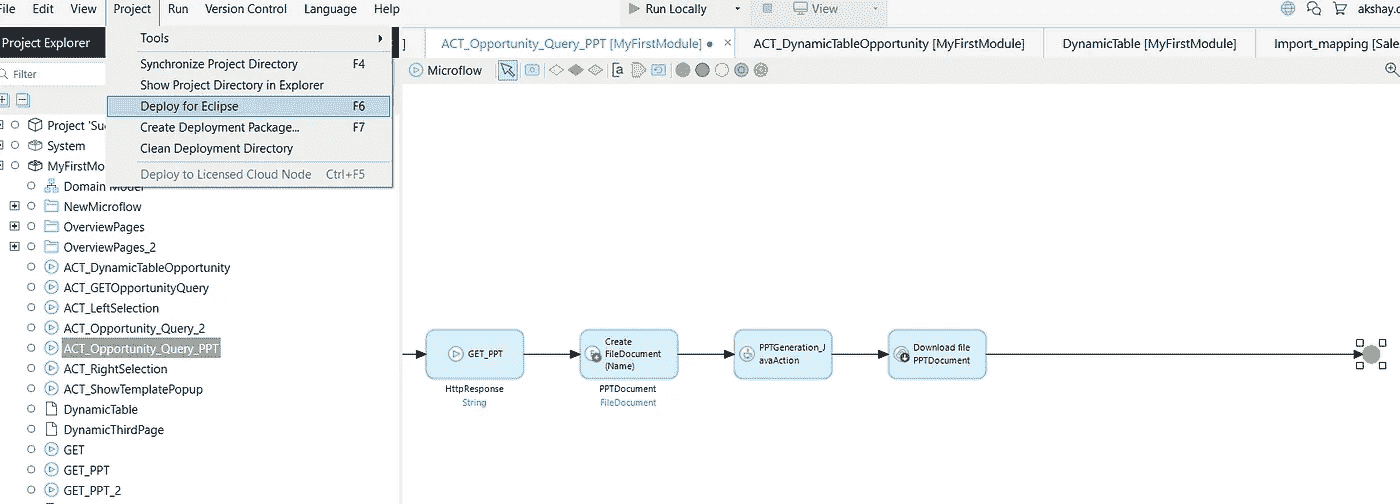 File Edit View Project Run Version Control Language Help
Run Locally
View
akshay.c
Project Explorer
Filter
Project 'Su
System
MyFirstMo
Domain Model
NewMicroflow
OverviewPages
OverviewPages_2
ACT_DynamicTableOpportunity
ACT_GETOpportunityQuery
ACT_LeftSelection
ACT_Opportunity_Query_2
ACT_Opportunity_Query_PPT
ACT_RightSelection
ACT_ShowTemplatePopup
DynamicTable
DynamicThirdPage
GET
GET_PPT
GET_PPT_2
Tools
Synchronize Project Directory F4
Show Project Directory in Explorer
Deploy for Eclipse F6
Create Deployment Package... F7
Clean Deployment Directory
Deploy to Licensed Cloud Node Ctrl+F5
] ACT_Opportunity_Query_PPT [MyFirstModule] • × ACT_DynamicTableOpportunity [MyFirstModule] DynamicTable [MyFirstModule] Import_mapping [Sale
Microflow
GET_PPT
HttpResponse
String
Create
FileDocument
(Name)
PPTDocument
FileDocument
PPTGeneration_J
avaAction
Download file
PPTDocument